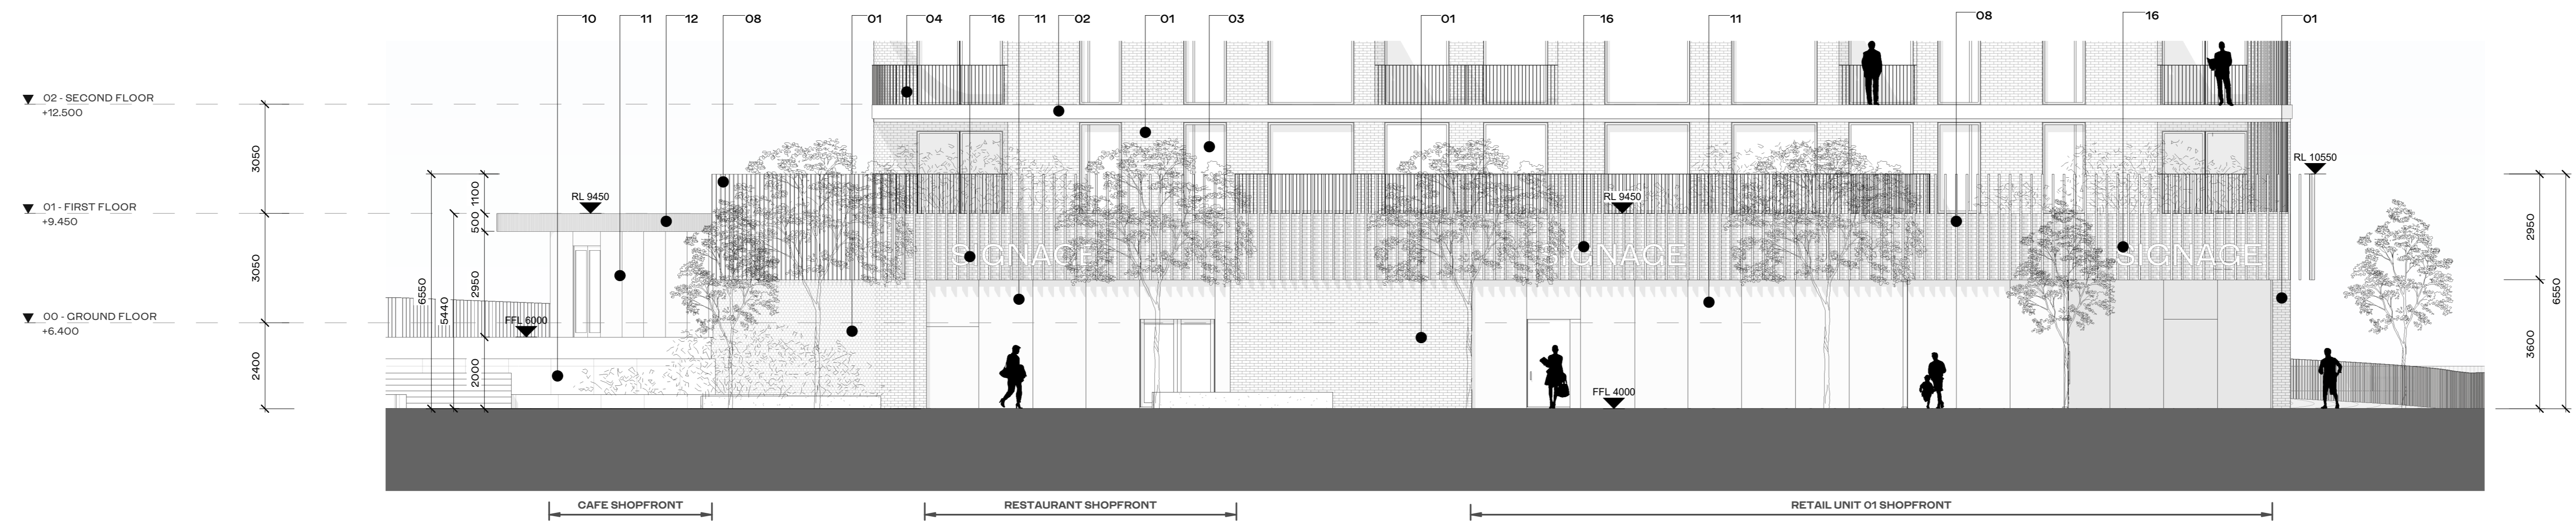 10
11
12
08
01
04
16
11
02
01
03
01
16
11
08
16
01
02 - SECOND FLOOR
+12.500
01 - FIRST FLOOR
+9.450
00 - GROUND FLOOR
+6.400
3050
3050
2400
6550
5440
1100
500
2950
2000
RL 9450
FFL 6000
RL 9450
FFL 4000
RL 10550
SIGNAGE
SIGNAGE
SIGNAGE
2950
3600
6550
CAFE SHOPFRONT
RESTAURANT SHOPFRONT
RETAIL UNIT 01 SHOPFRONT